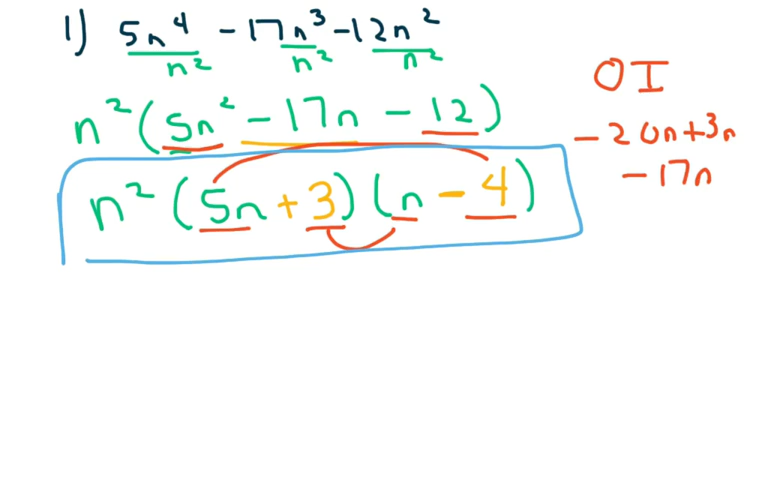 1) 5n⁴ - 17n³ - 12n²
n² n² n²
n² (5n² - 17n - 12)
n² (5n + 3)(n - 4)
OI
- 20n + 3n
- 17n